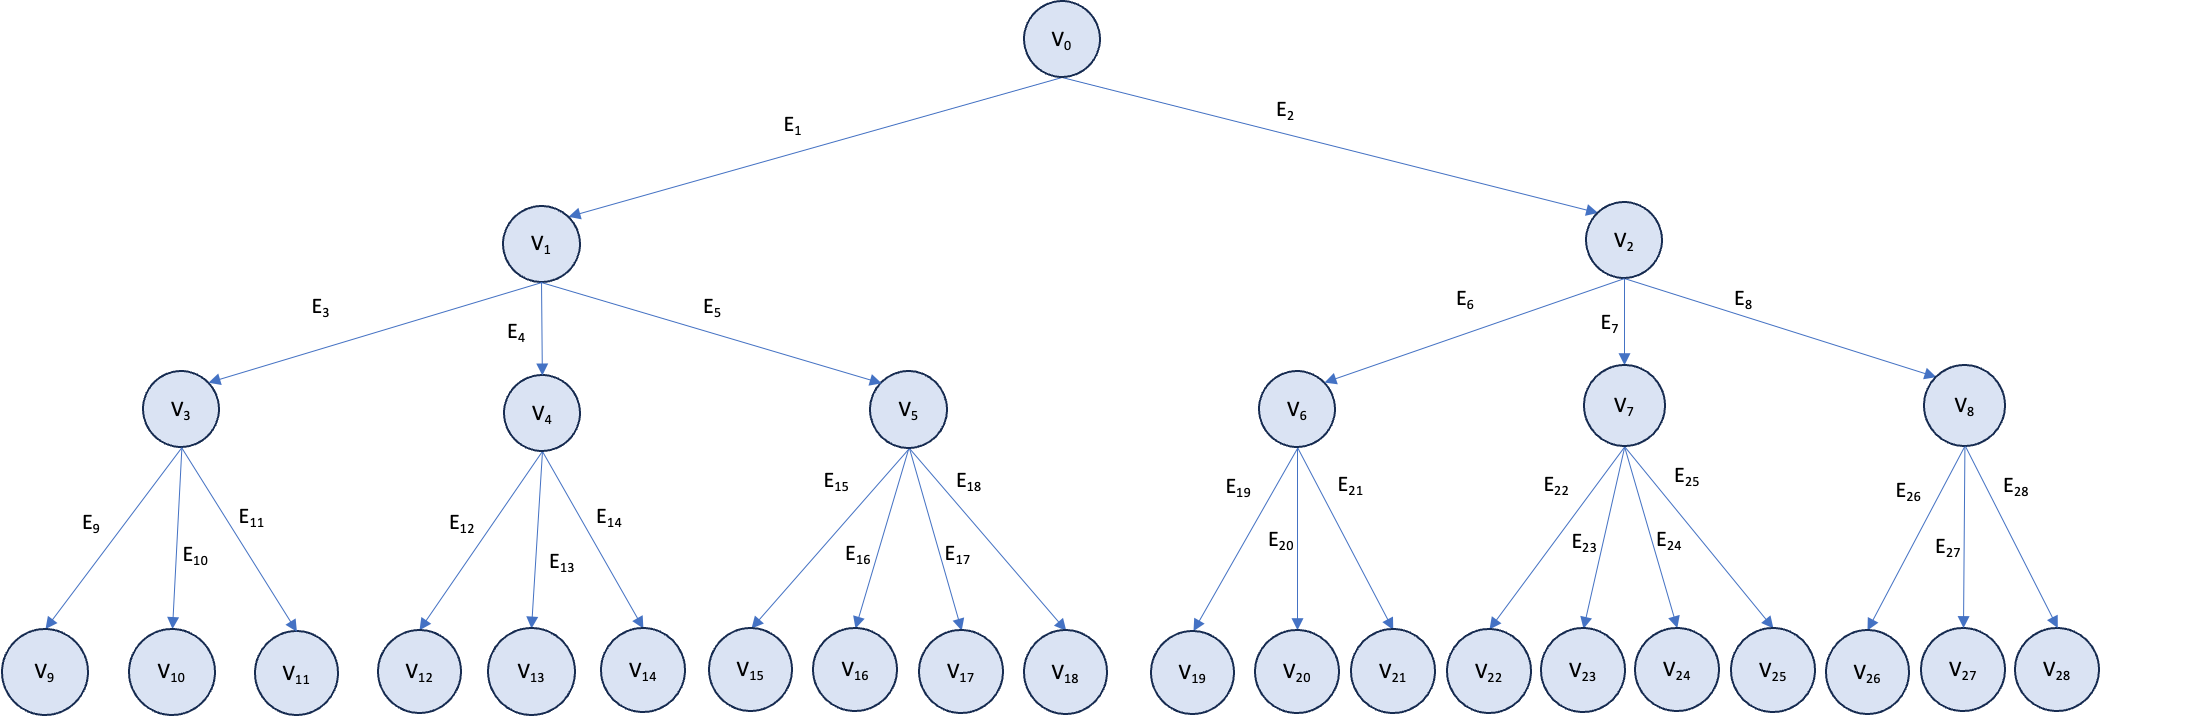 V₀
E₁
E₂
V₁
V₂
E₃
E₄
E₅
E₆
E₇
E₈
V₃
V₄
V₅
V₆
V₇
V₈
E₉
E₁₀
E₁₁
E₁₂
E₁₃
E₁₄
E₁₅
E₁₆
E₁₇
E₁₈
E₁₉
E₂₀
E₂₁
E₂₂
E₂₃
E₂₄
E₂₅
E₂₆
E₂₇
E₂₈
V₉
V₁₀
V₁₁
V₁₂
V₁₃
V₁₄
V₁₅
V₁₆
V₁₇
V₁₈
V₁₉
V₂₀
V₂₁
V₂₂
V₂₃
V₂₄
V₂₅
V₂₆
V₂₇
V₂₈